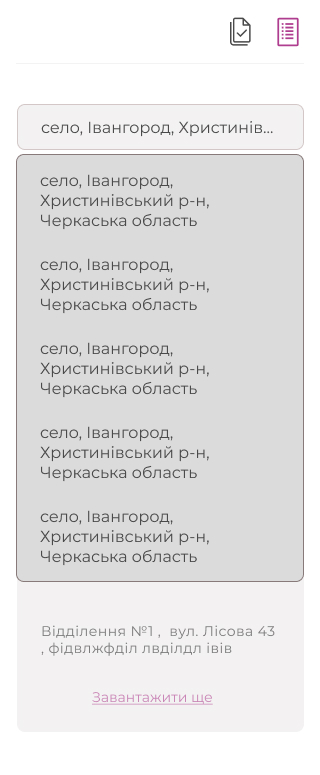 село, Івангород, Христинів...
село, Івангород,
Христинівський р-н,
Черкаська область
село, Івангород,
Христинівський р-н,
Черкаська область
село, Івангород,
Христинівський р-н,
Черкаська область
село, Івангород,
Христинівський р-н,
Черкаська область
село, Івангород,
Христинівський р-н,
Черкаська область
Відділення №1 ,  вул. Лісова 43
, фідвлжфділ лвділдл івів
Завантажити ще